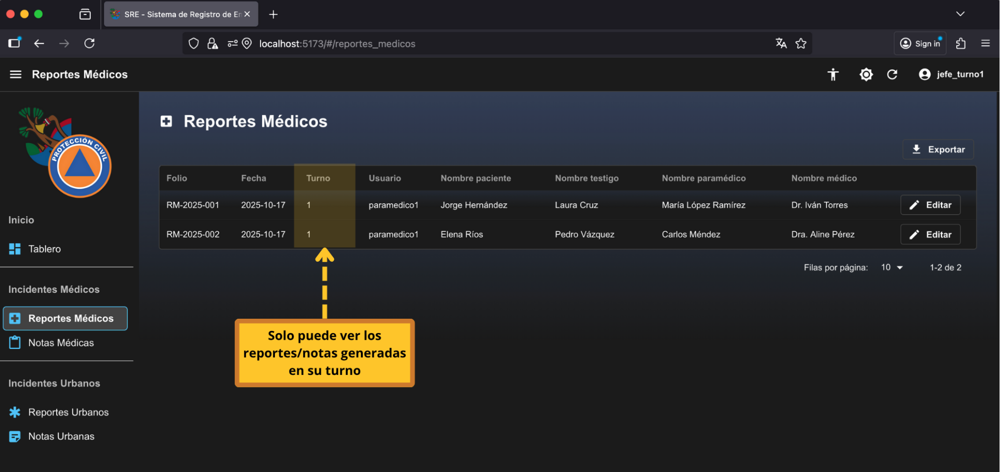 SRE - Sistema de Registro de En
localhost:5173/#/reportes_medicos
Sign in
Reportes Médicos
jefe_turno1
PROTECCIÓN CIVIL
Inicio
Tablero
Incidentes Médicos
Reportes Médicos
Notas Médicas
Incidentes Urbanos
Reportes Urbanos
Notas Urbanas
Reportes Médicos
Exportar
Folio Fecha Turno Usuario Nombre paciente Nombre testigo Nombre paramédico Nombre médico
RM-2025-001 2025-10-17 1 paramedico1 Jorge Hernández Laura Cruz María López Ramírez Dr. Iván Torres Editar
RM-2025-002 2025-10-17 1 paramedico1 Elena Ríos Pedro Vázquez Carlos Méndez Dra. Aline Pérez Editar
Filas por página: 10 1-2 de 2
Solo puede ver los
reportes/notas generadas
en su turno